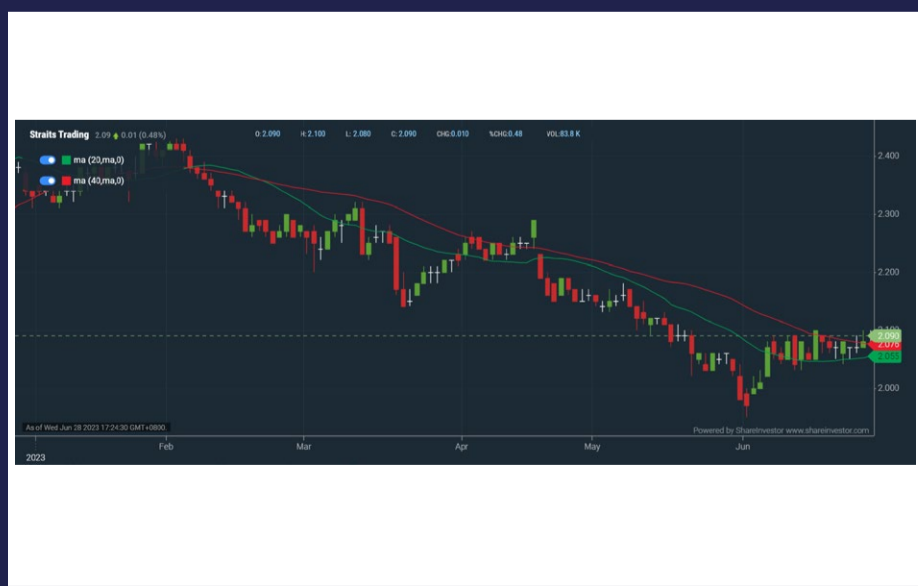 Straits Trading 2.09 0.01 (0.48%) O:2.090 H:2.100 L: 2.080 C: 2.090 CHG:0.010 %CHG:0.48 VOL:83.8 K
ma (20,ma,0)
ma (40,ma,0)
2.400
2.300
2.200
2.100
2.090
2.076
2.055
2.000
As of Wed Jun 28 2023 17:24:30 GMT+0800
Powered by ShareInvestor www.shareinvestor.com
Feb Mar Apr May Jun
2023